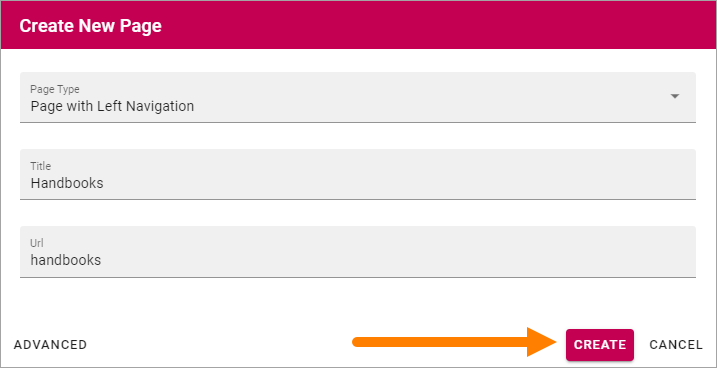 Create New Page
Page Type
Page with Left Navigation
Title
Handbooks
Url
handbooks
ADVANCED CREATE CANCEL